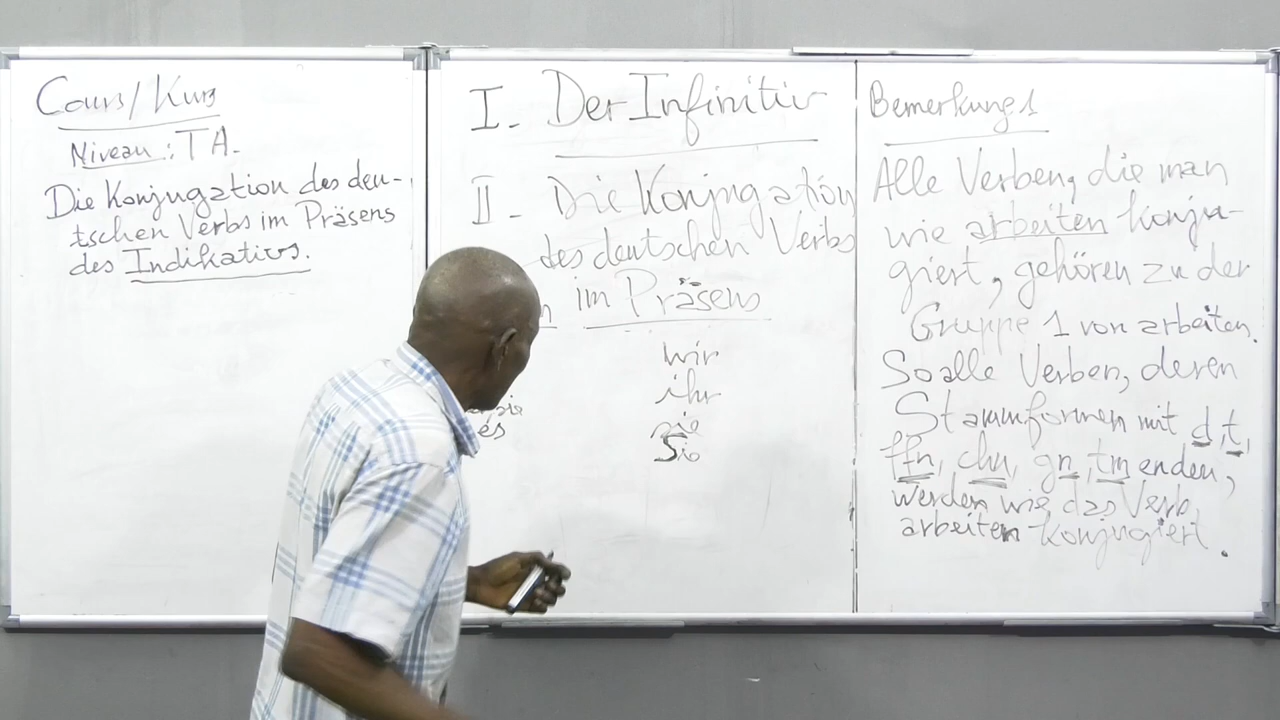 Cours/Kurs
Niveau : TA.
Die Konjugation des deu-
tschen Verbs im Präsens
des Indikativs.
I - Der Infinitiv
II - Die Konjugation
des deutschen Verbs
im Präsens
wir
ihr
sie
es
sie
Sie
Bemerkung 1
Alle Verben, die man
wie arbeiten konju-
giert, gehören zu der
Gruppe 1 von arbeiten.
So alle Verben, deren
Stammformen mit d, t,
ffn, chn, gn, tm enden,
werden wie das Verb
arbeiten konjugiert.